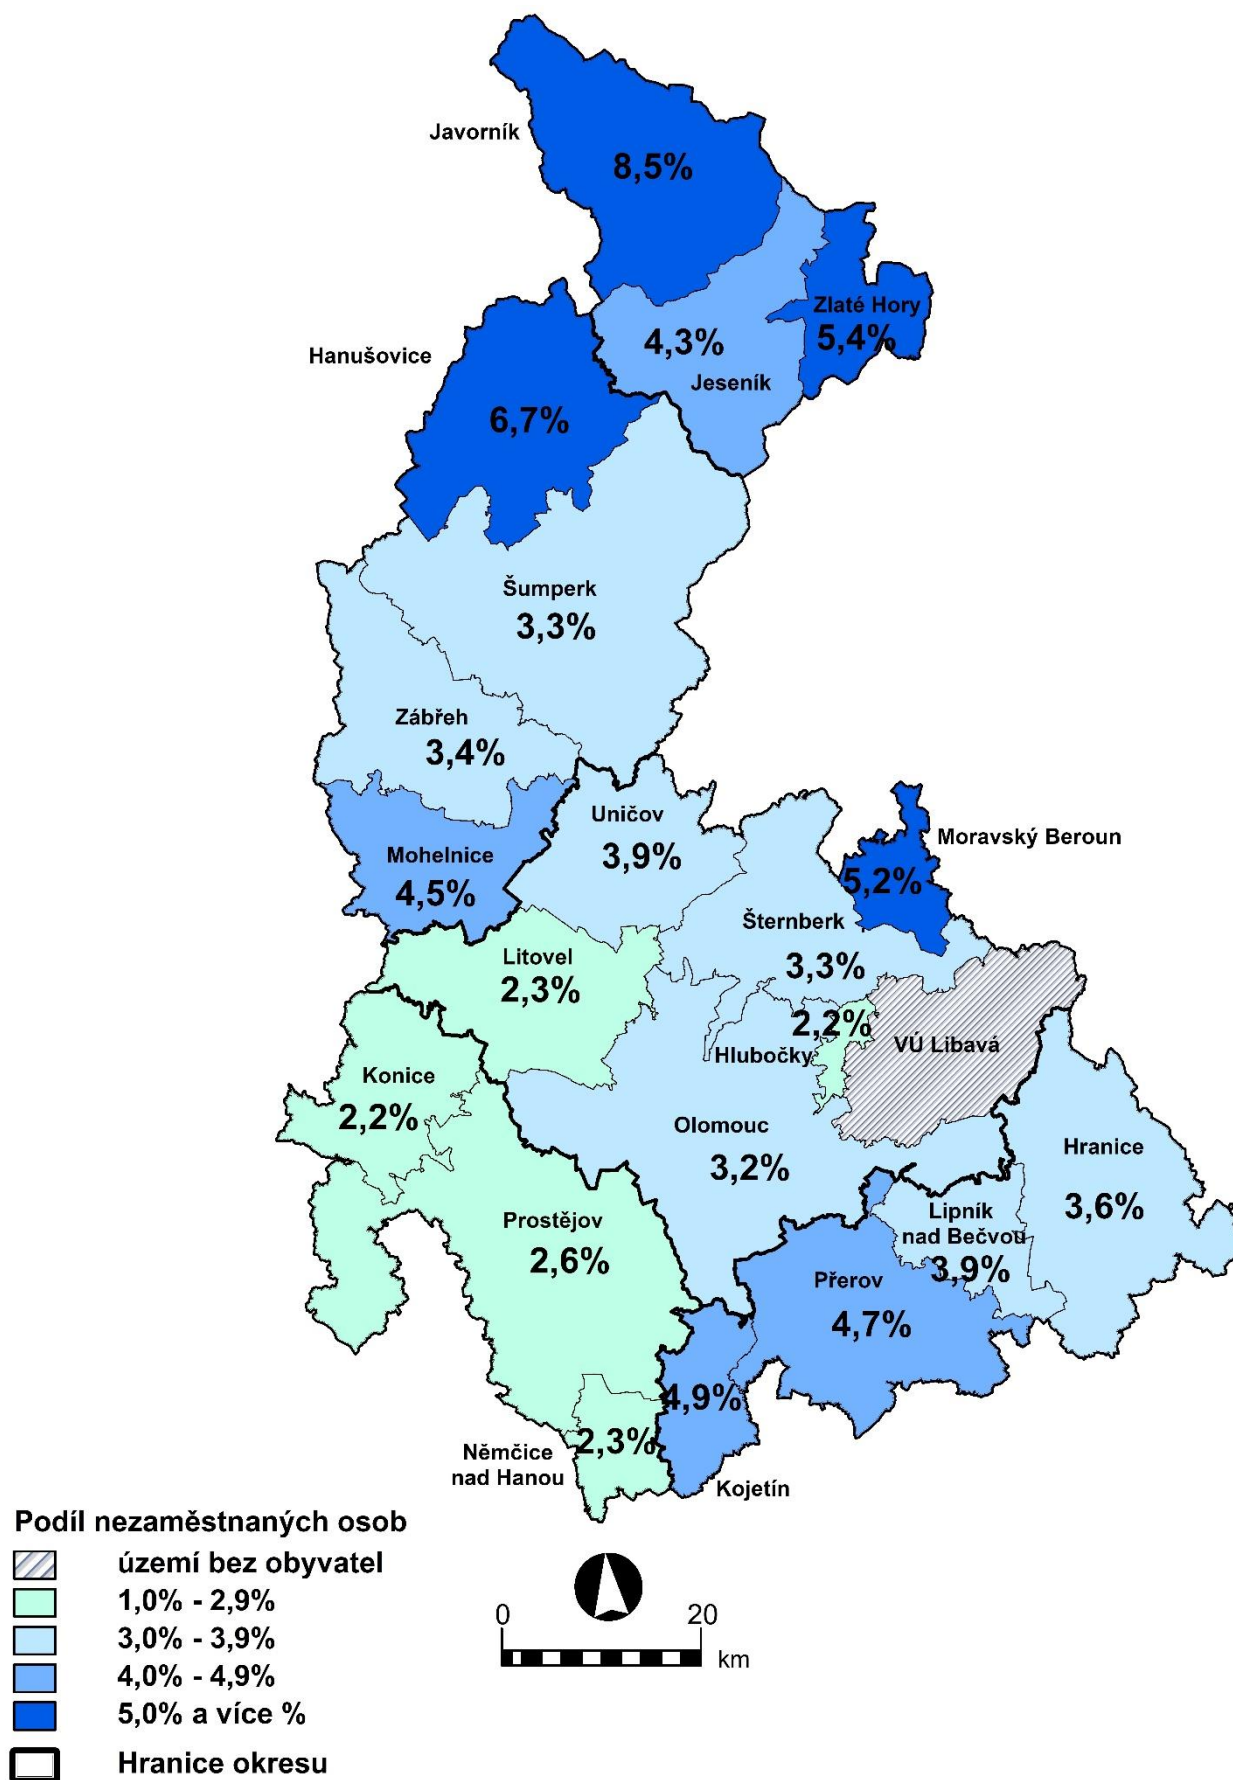 Javorník
8,5%
Zlaté Hory
5,4%
4,3%
Jeseník
Hanušovice
6,7%
Šumperk
3,3%
Zábřeh
3,4%
Uničov
3,9%
Mohelnice
4,5%
Moravský Beroun
5,2%
Šternberk
3,3%
Litovel
2,3%
2,2%
Hlubočky
VÚ Libavá
Konice
2,2%
Olomouc
3,2%
Hranice
3,6%
Prostějov
2,6%
Lipník
nad Bečvou
3,9%
Přerov
4,7%
4,9%
Kojetín
2,3%
Němčice
nad Hanou
Podíl nezaměstnaných osob
území bez obyvatel
1,0% - 2,9%
3,0% - 3,9%
4,0% - 4,9%
5,0% a více %
Hranice okresu
0 20
km